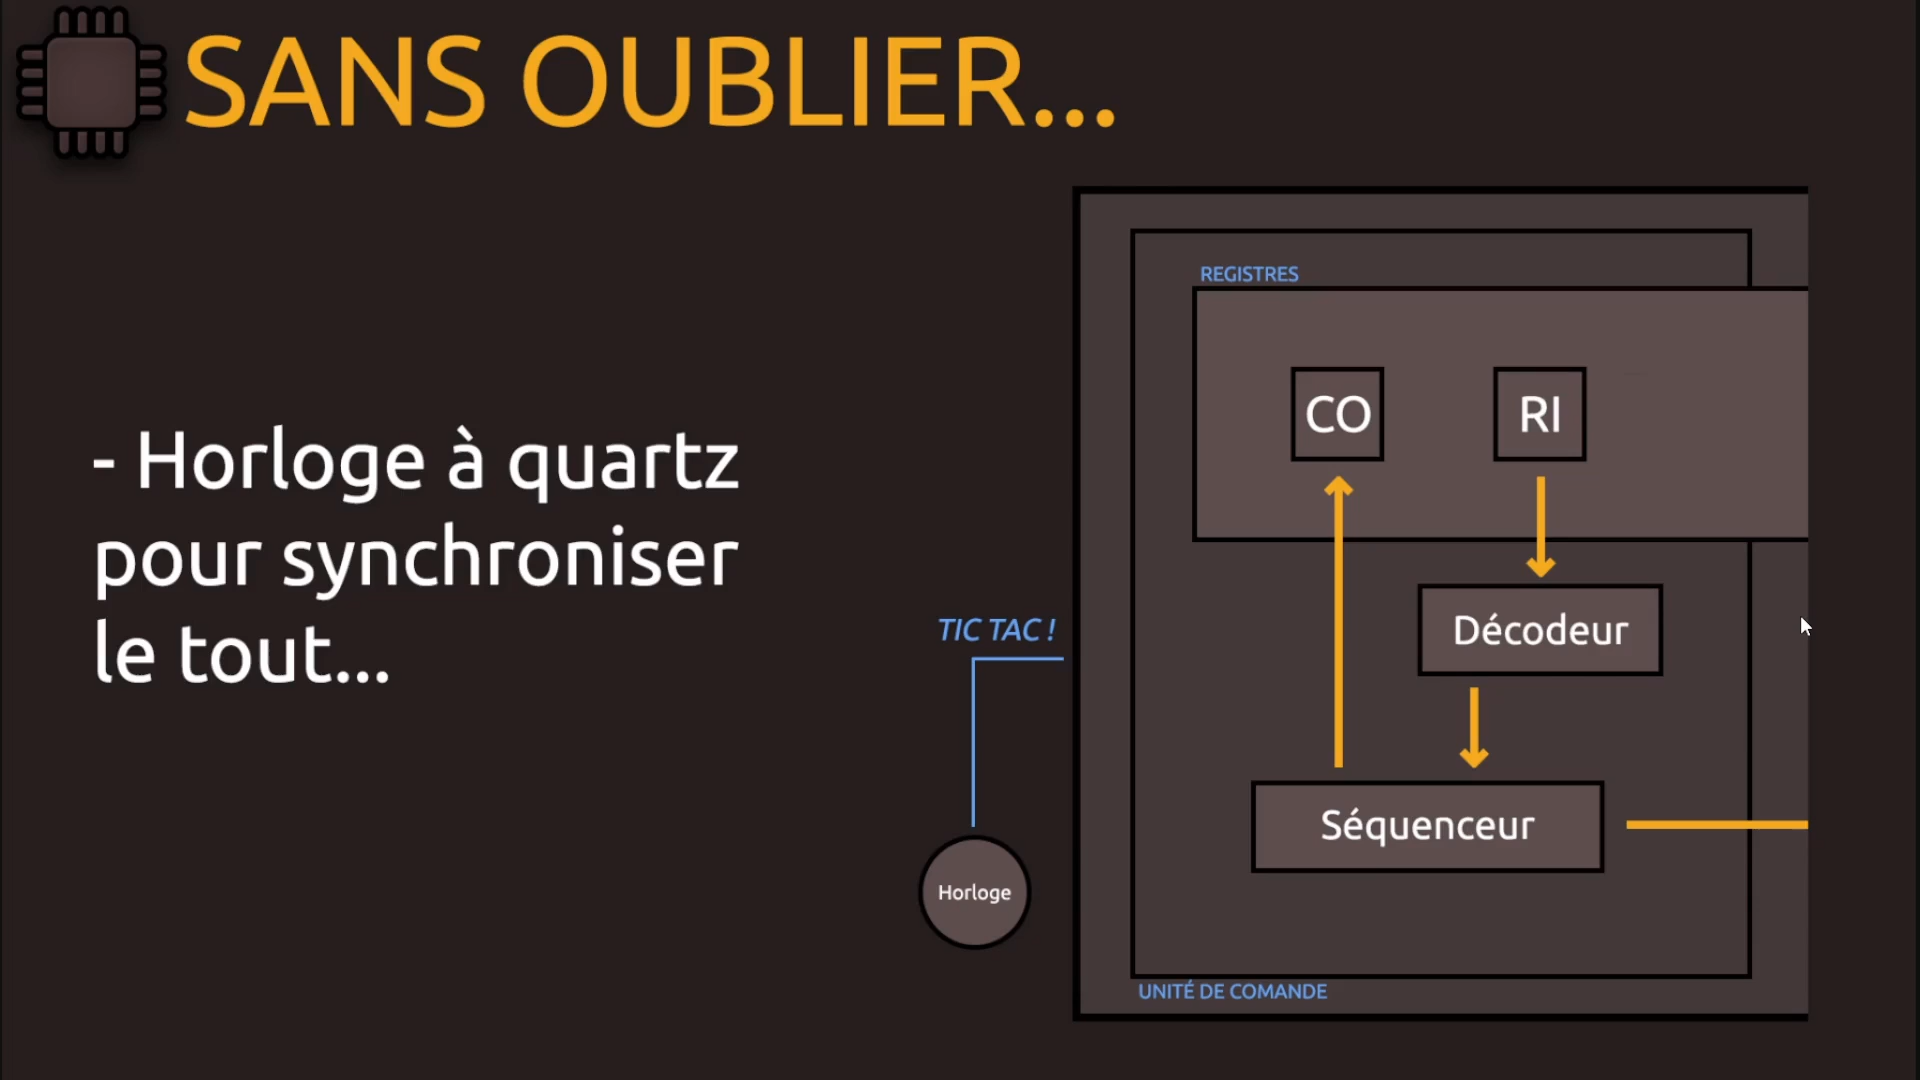 SANS OUBLIER...
- Horloge à quartz
pour synchroniser
le tout...
TIC TAC !
Horloge
REGISTRES
CO
RI
Décodeur
Séquenceur
UNITÉ DE COMANDE